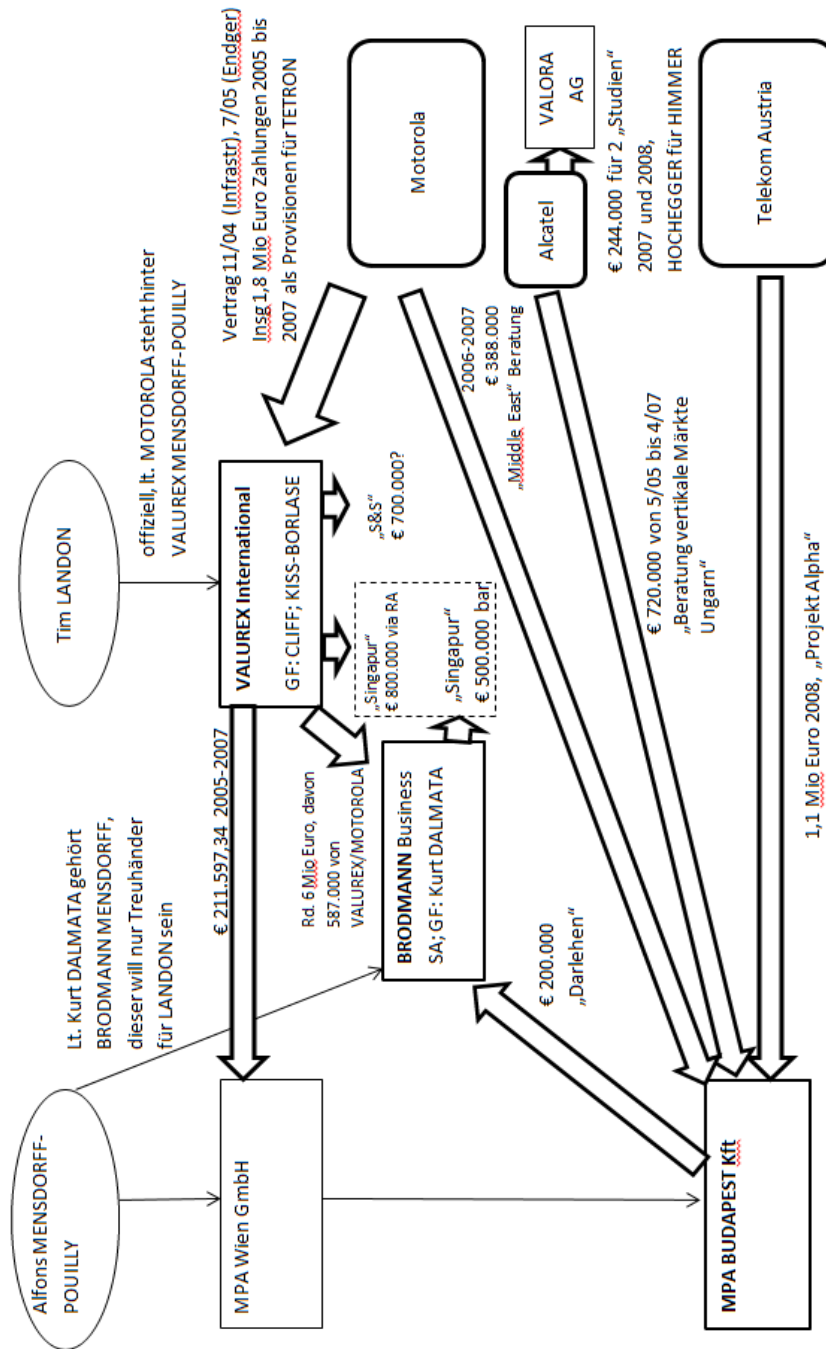 Alfons MENSDORFF-
POUILLY
Lt. Kurt DALMATA gehört
BRODMANN MENSDORFF,
dieser will nur Treuhänder
für LANDON sein
Tim LANDON
offiziell, lt. MOTOROLA steht hinter
VALUREX MENSDORFF-POUILLY
Vertrag 11/04 (Infrastr), 7/05 (Endger)
Insg 1,8 Mio Euro Zahlungen 2005 bis
2007 als Provisionen für TETRON
MPA Wien GmbH
€ 211.597,34 2005-2007
VALUREX International
GF: CLIFF; KISS-BORLASE
Motorola
Rd. 6 Mio Euro, davon
587.000 von
VALUREX/MOTOROLA
„Singapur“
€ 800.000 via RA
„S&S“
€ 700.000?
BRODMANN Business
SA; GF: Kurt DALMATA
„Singapur“
€ 500.000 bar
2006-2007
€ 388.000
„Middle East“ Beratung
Alcatel
VALORA
AG
€ 200.000
„Darlehen“
€ 720.000 von 5/05 bis 4/07
„Beratung vertikale Märkte
Ungarn“
€ 244.000 für 2 „Studien“
2007 und 2008,
HOCHEGGER für HIMMER
MPA BUDAPEST Kft
1,1 Mio Euro 2008, „Projekt Alpha“
Telekom Austria